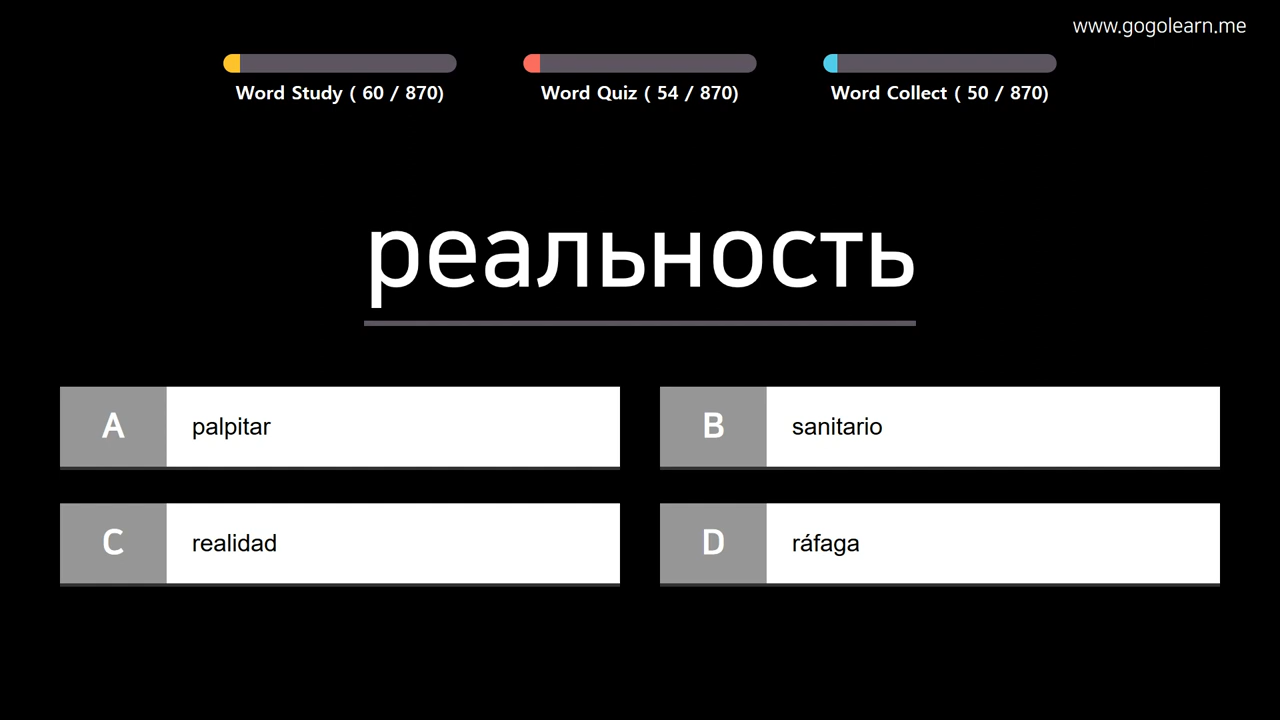 www.gogolearn.me
Word Study ( 60 / 870)
Word Quiz ( 54 / 870)
Word Collect ( 50 / 870)
реальность
A palpitar
B sanitario
C realidad
D ráfaga